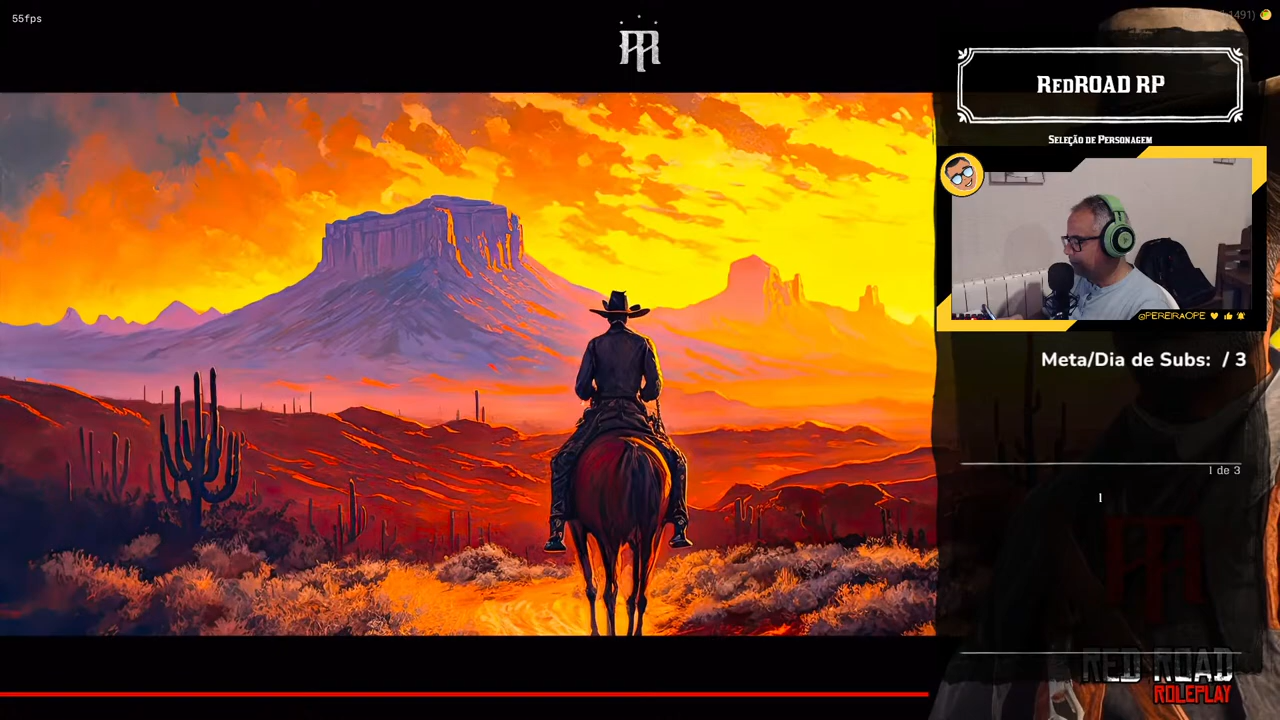 55fps
1491)
RedROAD RP
Seleção de Personagem
@PEREIRAOPE
Meta/Dia de Subs: / 3
1 de 3
1
RED ROAD
ROLEPLAY